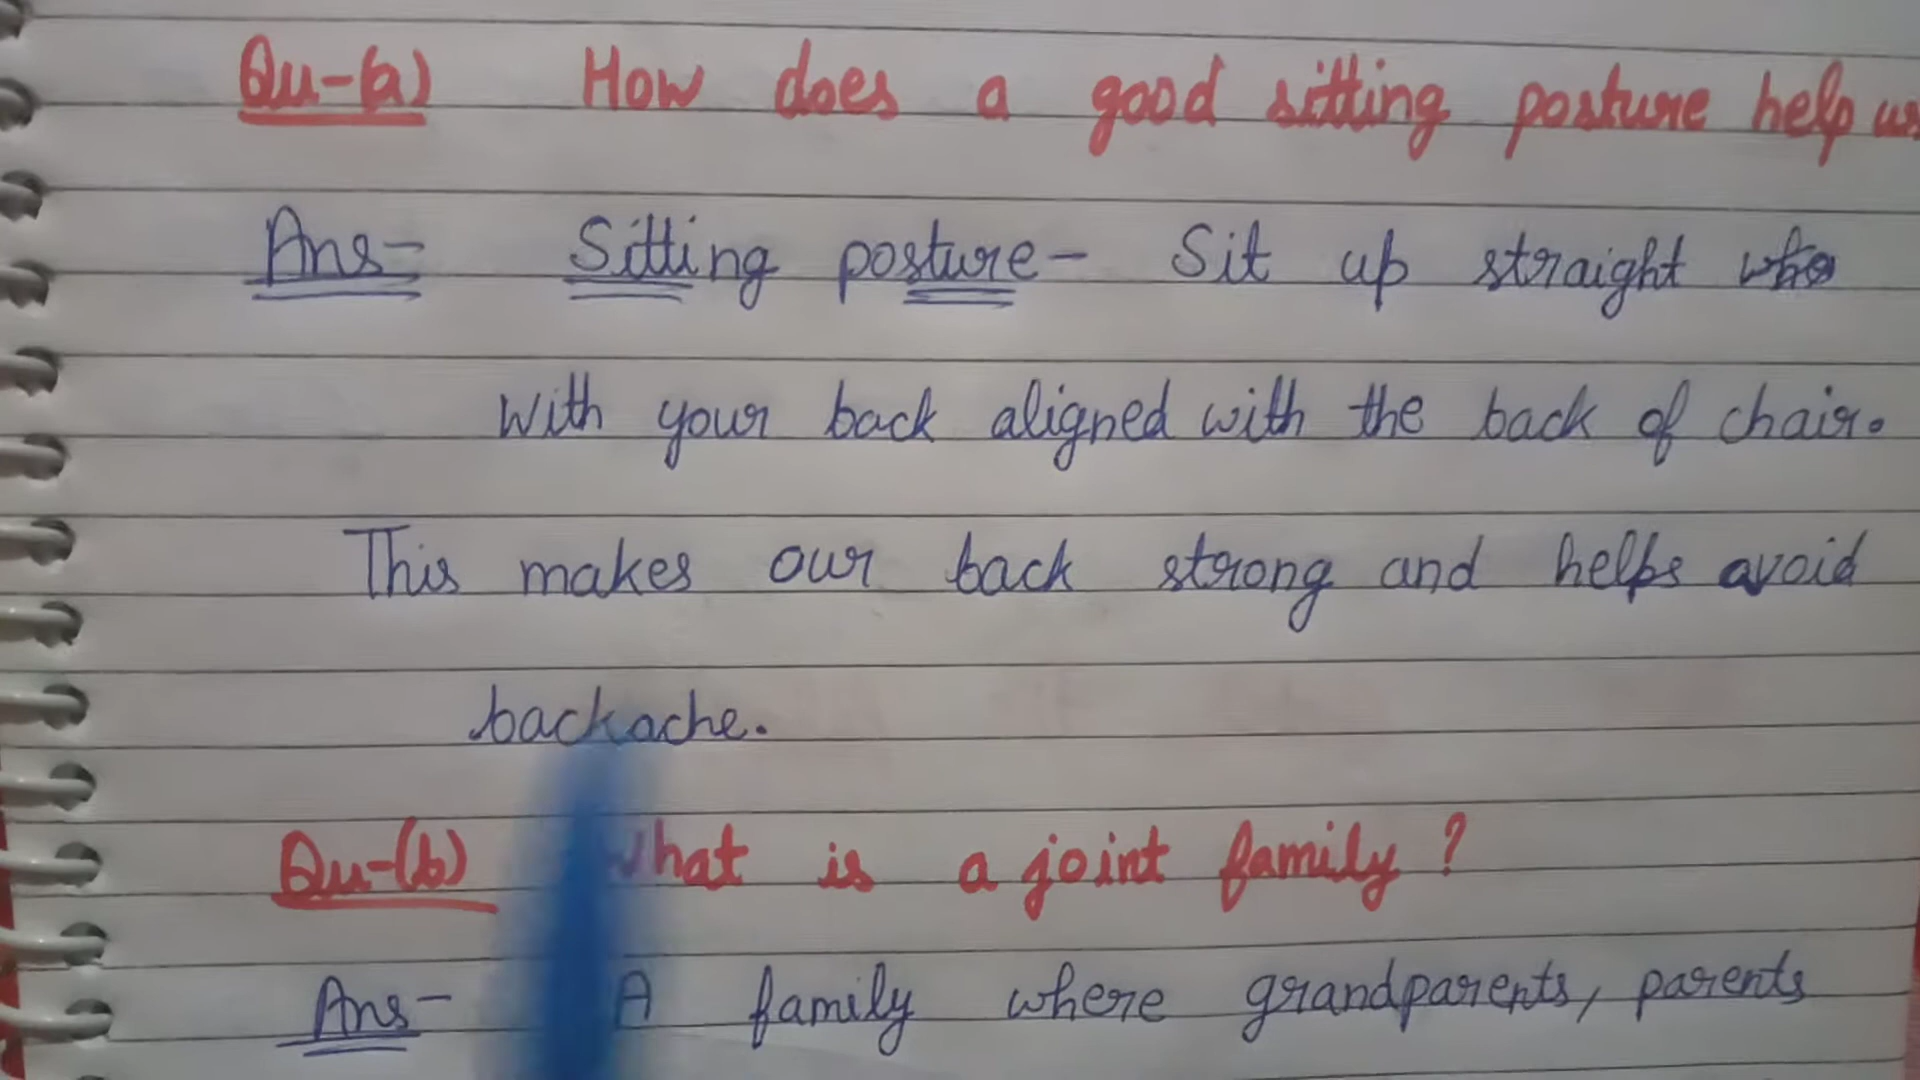 Qu-(a) How does a good sitting posture help us
Ans- Sitting posture- Sit up straight
with your back aligned with the back of chair.
This makes our back strong and helps avoid
backache.
Qu-(b) What is a joint family?
Ans- A family where grandparents, parents